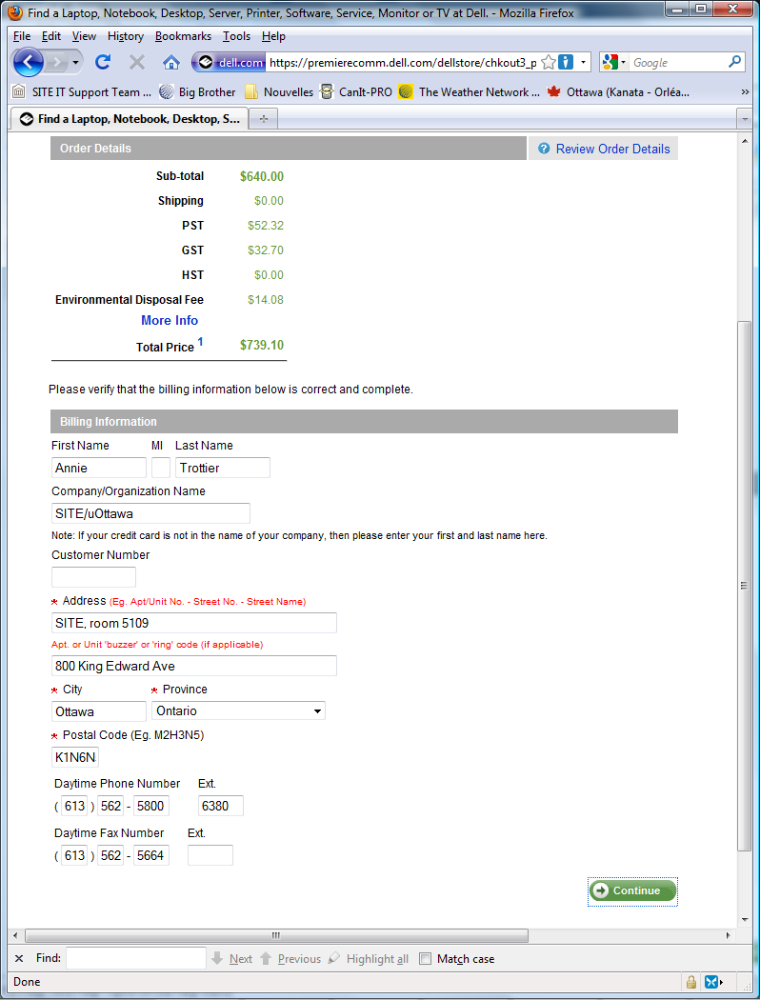 Find a Laptop, Notebook, Desktop, Server, Printer, Software, Service, Monitor or TV at Dell. - Mozilla Firefox
File Edit View History Bookmarks Tools Help
dell.com https://premierecomm.dell.com/dellstore/chkout3_p Google
SITE IT Support Team ... Big Brother Nouvelles CanIt-PRO The Weather Network ... Ottawa (Kanata - Orléa... »
Find a Laptop, Notebook, Desktop, S...
Order Details ? Review Order Details
Sub-total $640.00
Shipping $0.00
PST $52.32
GST $32.70
HST $0.00
Environmental Disposal Fee $14.08
More Info
Total Price 1 $739.10
Please verify that the billing information below is correct and complete.
Billing Information
First Name MI Last Name
Annie Trottier
Company/Organization Name
SITE/uOttawa
Note: If your credit card is not in the name of your company, then please enter your first and last name here.
Customer Number
* Address (Eg. Apt/Unit No. - Street No. - Street Name)
SITE, room 5109
Apt. or Unit 'buzzer' or 'ring' code (if applicable)
800 King Edward Ave
* City * Province
Ottawa Ontario
* Postal Code (Eg. M2H3N5)
K1N6N
Daytime Phone Number Ext.
( 613 ) 562 - 5800 6380
Daytime Fax Number Ext.
( 613 ) 562 - 5664
Continue
Find: Next Previous Highlight all Match case
Done